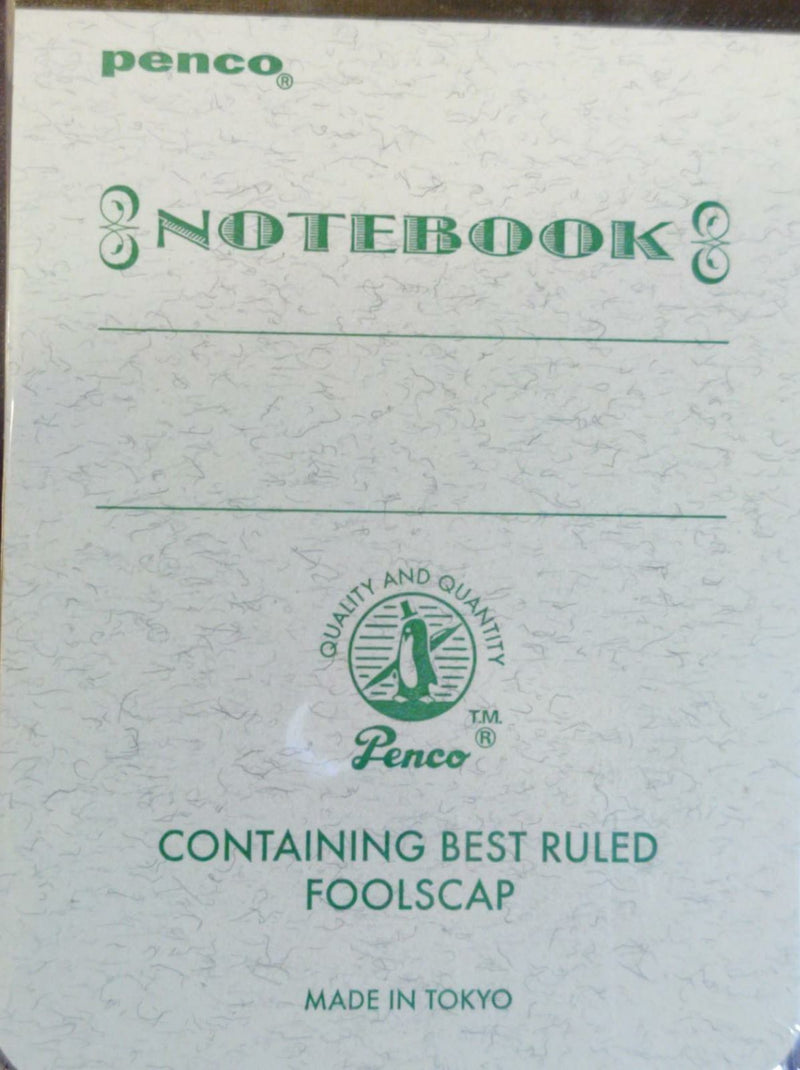 penco®
NOTEBOOK
QUALITY AND QUANTITY
T.M.
®
Penco
CONTAINING BEST RULED
FOOLSCAP
MADE IN TOKYO